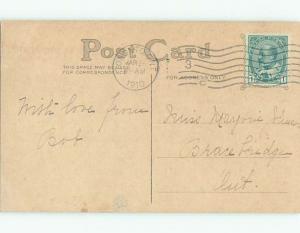 Post Card
THIS SPACE MAY BE USED
FOR CORRESPONDENCE
FOR ADDRESS ONLY
1910
With love from
Bob
Miss Marjorie
Brace bridge
Ont.